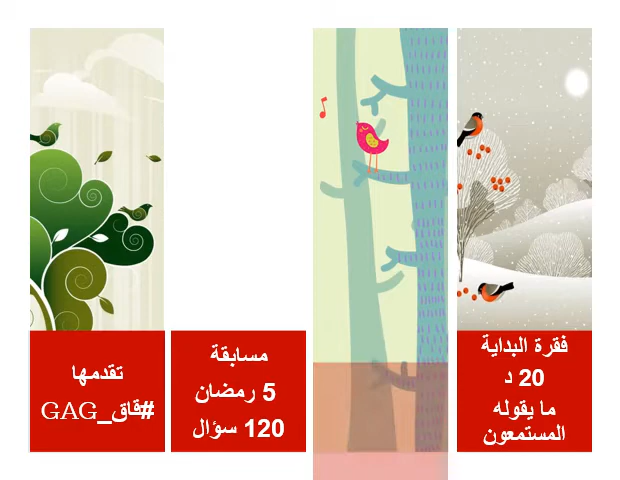 فقرة البداية
20 د
ما يقوله
المستمعون
مسابقة
5 رمضان
120 سؤال
تقدمها
#قاق_GAG